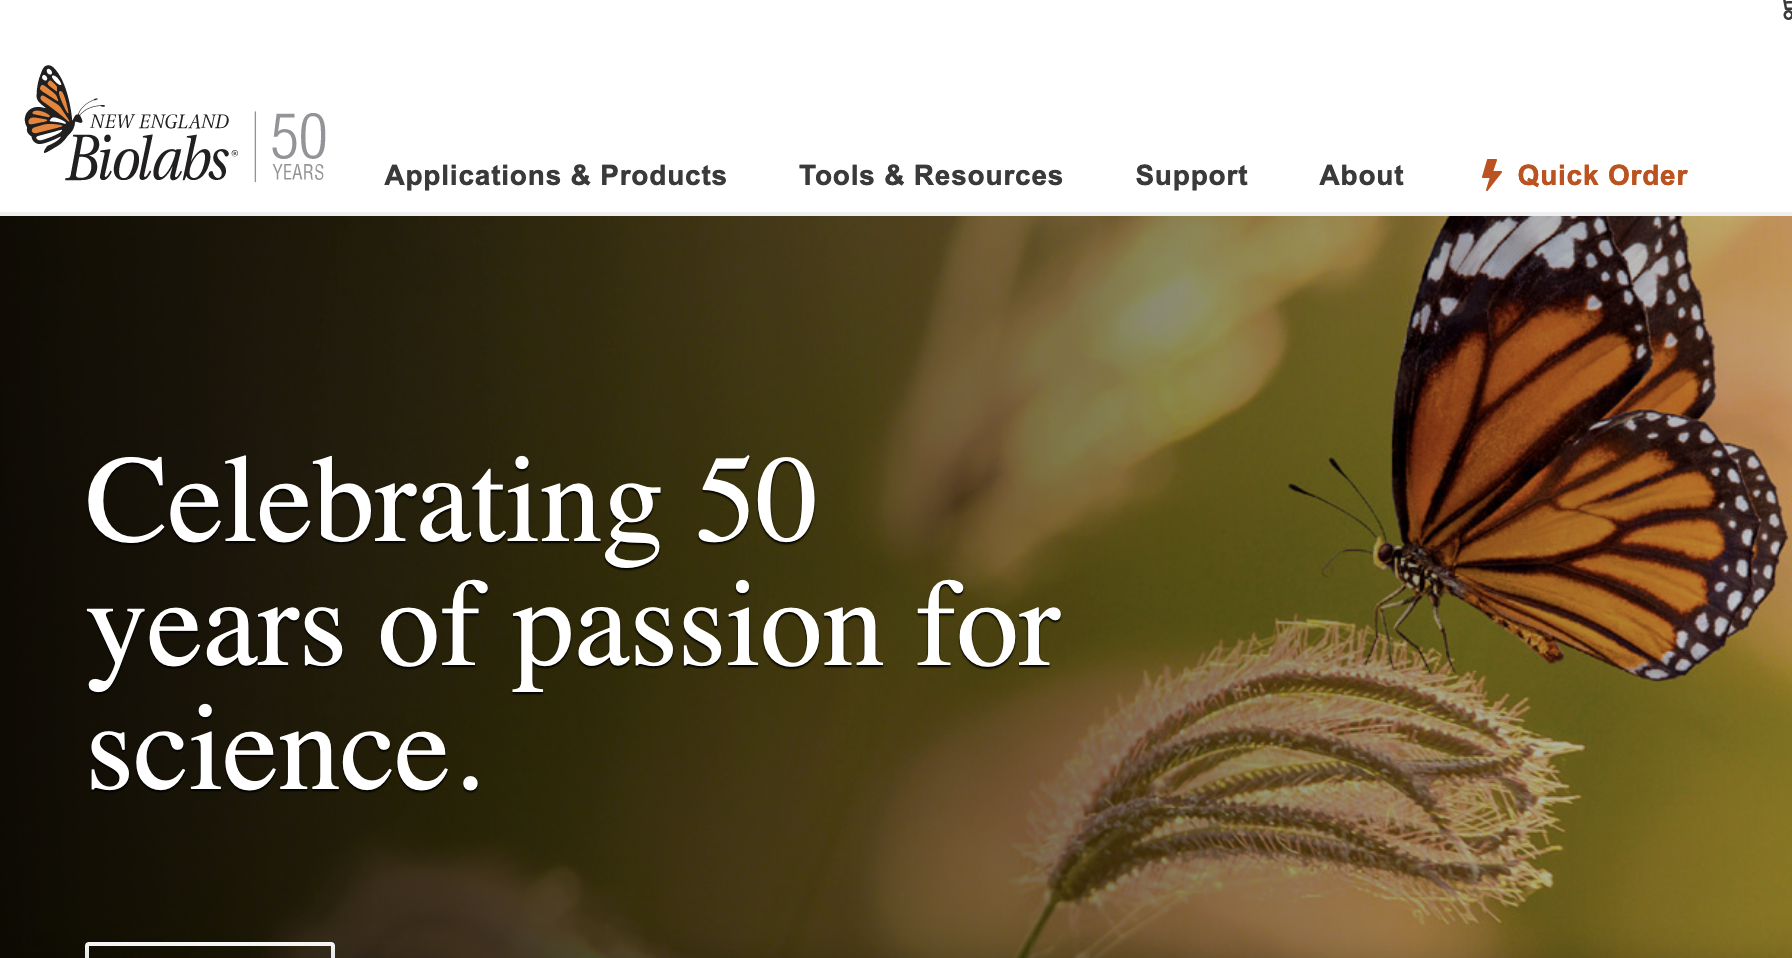 NEW ENGLAND
Biolabs®
50
YEARS
Applications & Products
Tools & Resources
Support
About
Quick Order
Celebrating 50
years of passion for
science.